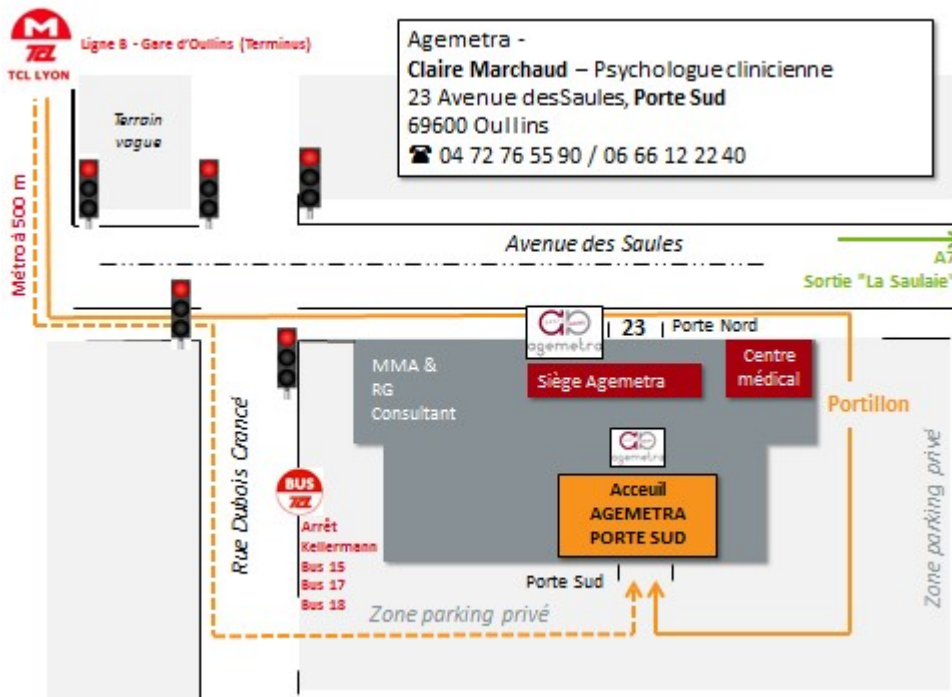 M
TCL
TCL LYON
Ligne B - Gare d'Oullins (Terminus)
Agemetra -
Claire Marchaud – Psychologue clinicienne
23 Avenue des Saules, Porte Sud
69600 Oullins
☎ 04 72 76 55 90 / 06 66 12 22 40
Terrain
vague
Métro à 500 m
Avenue des Saules
A7
Sortie "La Saulaie"
agemetra
23
Porte Nord
MMA &
RG
Consultant
Siège Agemetra
Centre
médical
Portillon
Rue Dubois Crancé
agemetra
Acceuil
AGEMETRA
PORTE SUD
BUS
TCL
Arrêt
Kellermann
Bus 15
Bus 17
Bus 18
Porte Sud
Zone parking privé
Zone parking privé